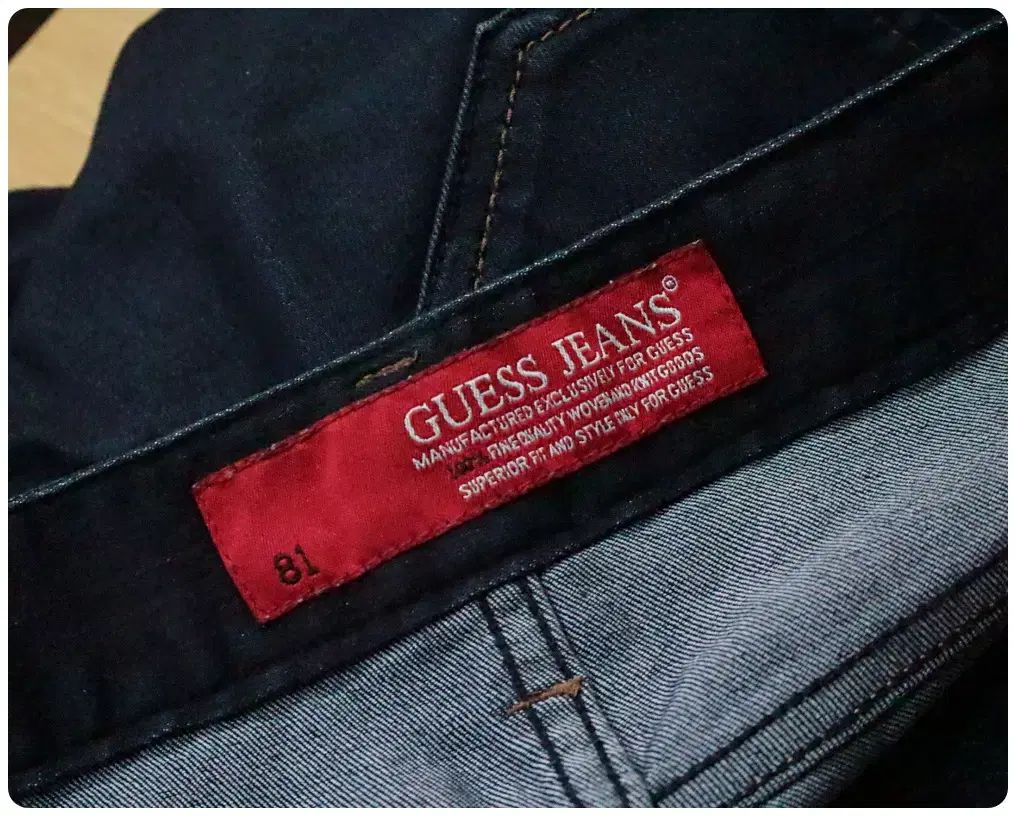 GUESS JEANS®
MANUFACTURED EXCLUSIVELY FOR GUESS
FINE QUALITY WOVEN AND KNIT GOODS
SUPERIOR FIT AND STYLE ONLY FOR GUESS
81